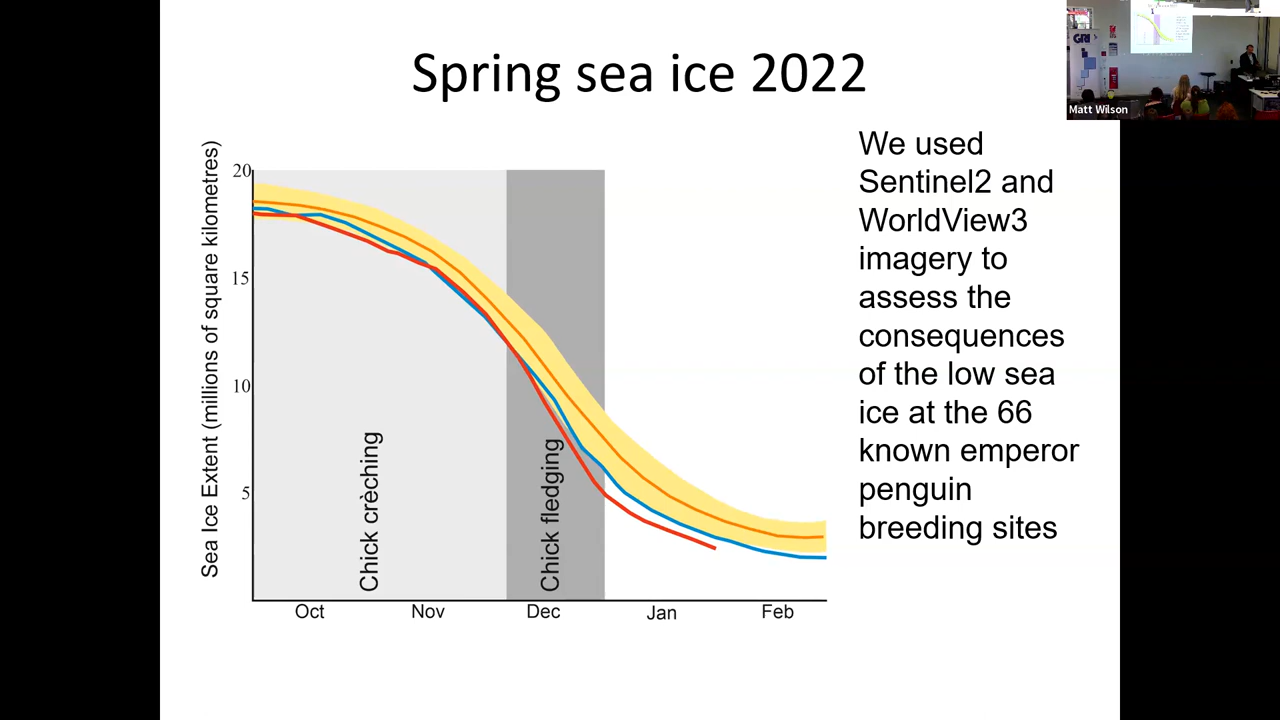 Spring sea ice 2022
GRI
Matt Wilson
We used
Sentinel2 and
WorldView3
imagery to
assess the
consequences
of the low sea
ice at the 66
known emperor
penguin
breeding sites
Sea Ice Extent (millions of square kilometres)
20
15
10
5
Chick crèching
Chick fledging
Oct Nov Dec Jan Feb